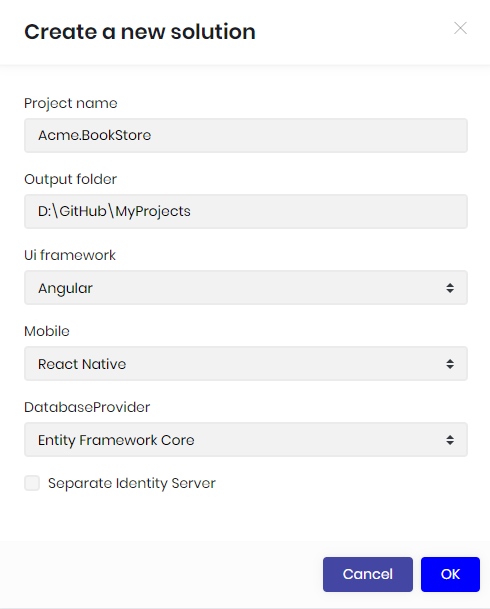 Create a new solution
Project name
Acme.BookStore
Output folder
D:\GitHub\MyProjects
Ui framework
Angular
Mobile
React Native
DatabaseProvider
Entity Framework Core
Separate Identity Server
Cancel
OK